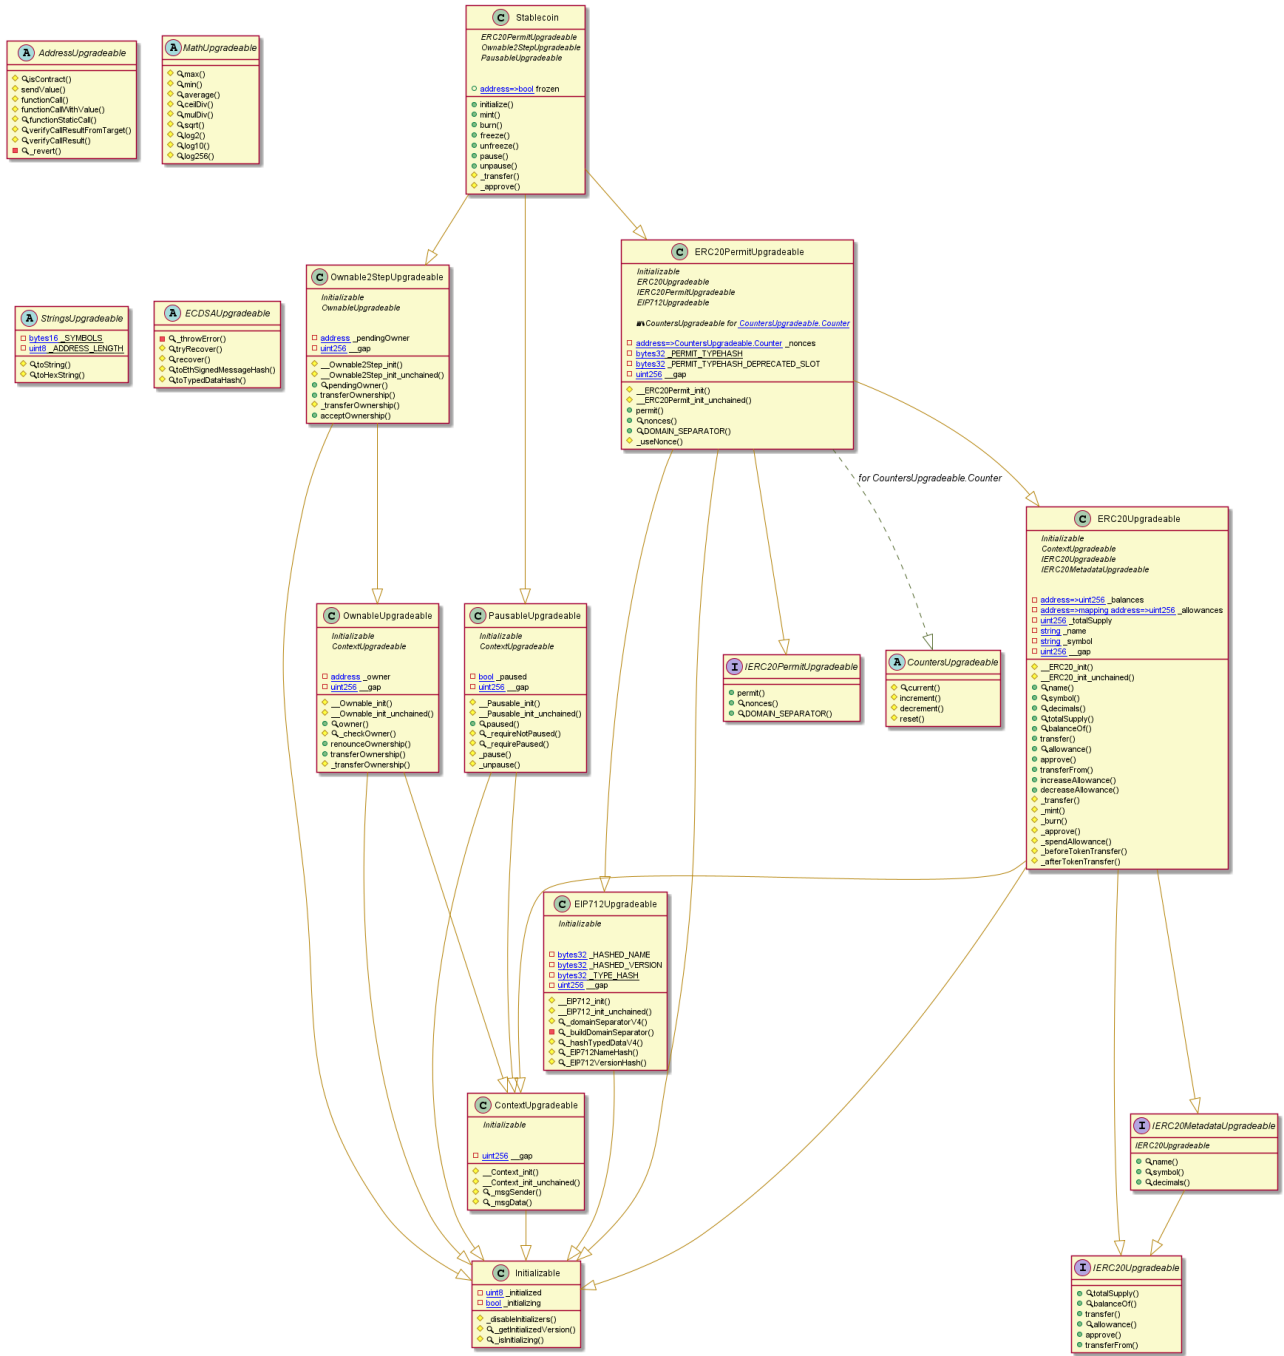 C Stablecoin
ERC20PermitUpgradeable
Ownable2StepUpgradeable
PausableUpgradeable
address=>bool frozen
initialize()
mint()
burn()
freeze()
unfreeze()
pause()
unpause()
_transfer()
_approve()
A AddressUpgradeable
isContract()
sendValue()
functionCall()
functionCallWithValue()
functionStaticCall()
verifyCallResultFromTarget()
verifyCallResult()
_revert()
A MathUpgradeable
max()
min()
average()
ceilDiv()
mulDiv()
sqrt()
log2()
log10()
log256()
A StringsUpgradeable
bytes16 _SYMBOLS
uint8 _ADDRESS_LENGTH
toString()
toHexString()
A ECDSAUpgradeable
_throwError()
tryRecover()
recover()
toEthSignedMessageHash()
toTypedDataHash()
C Ownable2StepUpgradeable
Initializable
OwnableUpgradeable
address _pendingOwner
uint256 __gap
__Ownable2Step_init()
__Ownable2Step_init_unchained()
pendingOwner()
transferOwnership()
_transferOwnership()
acceptOwnership()
C ERC20PermitUpgradeable
Initializable
ERC20Upgradeable
IERC20PermitUpgradeable
EIP712Upgradeable
CountersUpgradeable for CountersUpgradeable.Counter
address=>CountersUpgradeable.Counter _nonces
bytes32 _PERMIT_TYPEHASH
bytes32 _PERMIT_TYPEHASH_DEPRECATED_SLOT
uint256 __gap
__ERC20Permit_init()
__ERC20Permit_init_unchained()
permit()
nonces()
DOMAIN_SEPARATOR()
_useNonce()
for CountersUpgradeable.Counter
C ERC20Upgradeable
Initializable
ContextUpgradeable
IERC20Upgradeable
IERC20MetadataUpgradeable
address=>uint256 _balances
address=>mapping address=>uint256 _allowances
uint256 _totalSupply
string _name
string _symbol
uint256 __gap
__ERC20_init()
__ERC20_init_unchained()
name()
symbol()
decimals()
totalSupply()
balanceOf()
transfer()
allowance()
approve()
transferFrom()
increaseAllowance()
decreaseAllowance()
_transfer()
_mint()
_burn()
_approve()
_spendAllowance()
_beforeTokenTransfer()
_afterTokenTransfer()
C OwnableUpgradeable
Initializable
ContextUpgradeable
address _owner
uint256 __gap
__Ownable_init()
__Ownable_init_unchained()
owner()
_checkOwner()
renounceOwnership()
transferOwnership()
_transferOwnership()
C PausableUpgradeable
Initializable
ContextUpgradeable
bool _paused
uint256 __gap
__Pausable_init()
__Pausable_init_unchained()
paused()
_requireNotPaused()
_requirePaused()
_pause()
_unpause()
I IERC20PermitUpgradeable
permit()
nonces()
DOMAIN_SEPARATOR()
A CountersUpgradeable
current()
increment()
decrement()
reset()
C EIP712Upgradeable
Initializable
bytes32 _HASHED_NAME
bytes32 _HASHED_VERSION
bytes32 _TYPE_HASH
uint256 __gap
__EIP712_init()
__EIP712_init_unchained()
_domainSeparatorV4()
_buildDomainSeparator()
_hashTypedDataV4()
_EIP712NameHash()
_EIP712VersionHash()
C ContextUpgradeable
Initializable
uint256 __gap
__Context_init()
__Context_init_unchained()
_msgSender()
_msgData()
I IERC20MetadataUpgradeable
IERC20Upgradeable
name()
symbol()
decimals()
C Initializable
uint8 _initialized
bool _initializing
_disableInitializers()
_getInitializedVersion()
_isInitializing()
I IERC20Upgradeable
totalSupply()
balanceOf()
transfer()
allowance()
approve()
transferFrom()